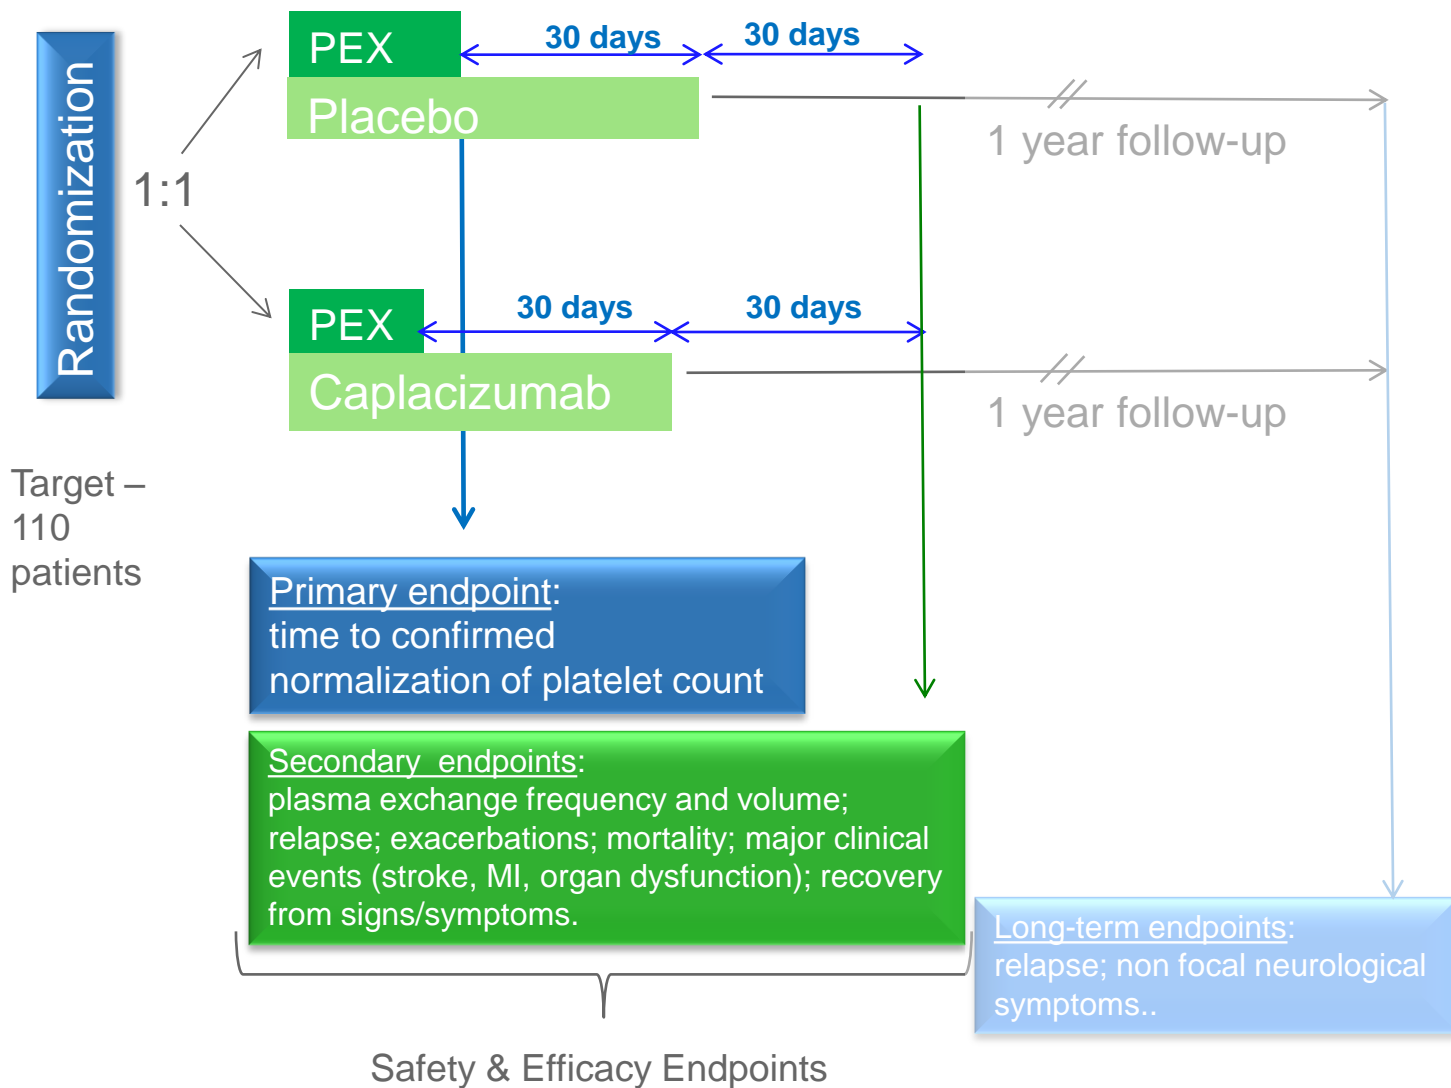 Randomization
1:1
Target –
110
patients
PEX
30 days
30 days
Placebo
1 year follow-up
PEX
30 days
30 days
Caplacizumab
1 year follow-up
Primary endpoint:
time to confirmed
normalization of platelet count
Secondary  endpoints:
plasma exchange frequency and volume;
relapse; exacerbations; mortality; major clinical
events (stroke, MI, organ dysfunction); recovery
from signs/symptoms.
Long-term endpoints:
relapse; non focal neurological
symptoms..
Safety & Efficacy Endpoints